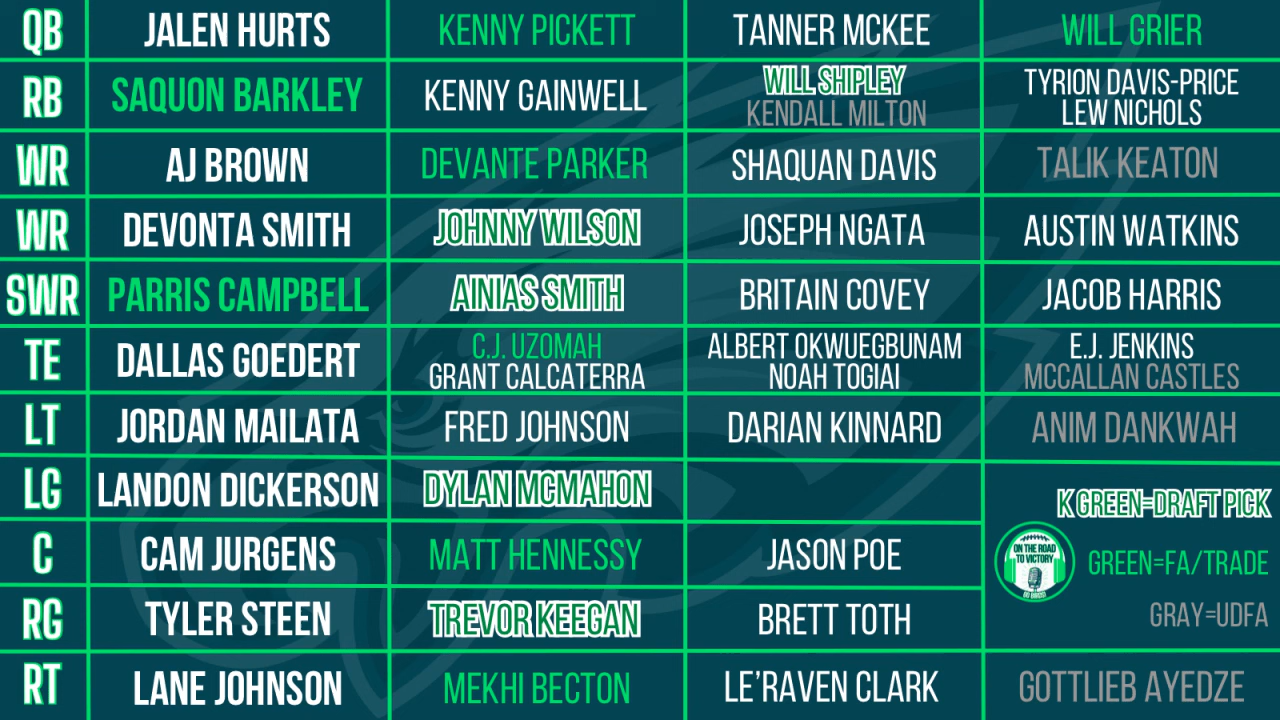 QB JALEN HURTS KENNY PICKETT TANNER MCKEE WILL GRIER
RB SAQUON BARKLEY KENNY GAINWELL WILL SHIPLEY TYRION DAVIS-PRICE
KENDALL MILTON LEW NICHOLS
WR AJ BROWN DEVANTE PARKER SHAQUAN DAVIS TALIK KEATON
WR DEVONTA SMITH JOHNNY WILSON JOSEPH NGATA AUSTIN WATKINS
SWR PARRIS CAMPBELL AINIAS SMITH BRITAIN COVEY JACOB HARRIS
TE DALLAS GOEDERT C.J. UZOMAH ALBERT OKWUEGBUNAM E.J. JENKINS
GRANT CALCATERRA NOAH TOGIAI MCCALLAN CASTLES
LT JORDAN MAILATA FRED JOHNSON DARIAN KINNARD ANIM DANKWAH
LG LANDON DICKERSON DYLAN MCMAHON
K GREEN=DRAFT PICK
C CAM JURGENS MATT HENNESSY JASON POE
ON THE ROAD
TO VICTORY
GREEN=FA/TRADE
RG TYLER STEEN TREVOR KEEGAN BRETT TOTH
GRAY=UDFA
RT LANE JOHNSON MEKHI BECTON LE'RAVEN CLARK GOTTLIEB AYEDZE